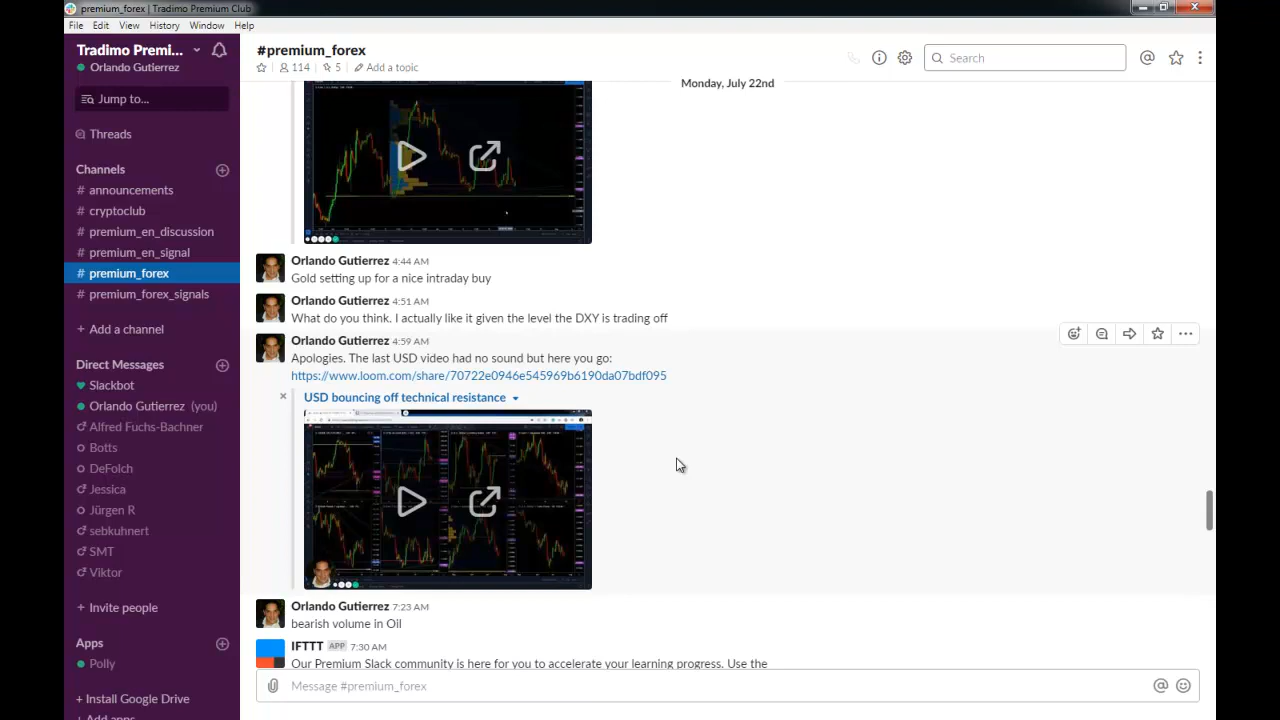 premium_forex | Tradimo Premium Club
File Edit View History Window Help
Tradimo Premi...
Orlando Gutierrez
Jump to...
Threads
Channels
# announcements
# cryptoclub
# premium_en_discussion
# premium_en_signal
# premium_forex
# premium_forex_signals
+ Add a channel
Direct Messages
Slackbot
Orlando Gutierrez (you)
Alfred Fuchs-Bachner
Botts
DeFolch
Jessica
Jürgen R
sebkuhnert
SMT
Viktor
+ Invite people
Apps
Polly
+ Install Google Drive
+ Add apps
#premium_forex
114 5 Add a topic
Search
Monday, July 22nd
Orlando Gutierrez 4:44 AM
Gold setting up for a nice intraday buy
Orlando Gutierrez 4:51 AM
What do you think. I actually like it given the level the DXY is trading off
Orlando Gutierrez 4:59 AM
Apologies. The last USD video had no sound but here you go:
https://www.loom.com/share/70722e0946e545969b6190da07bdf095
USD bouncing off technical resistance
Orlando Gutierrez 7:23 AM
bearish volume in Oil
IFTTT APP 7:30 AM
Our Premium Slack community is here for you to accelerate your learning progress. Use the
Message #premium_forex